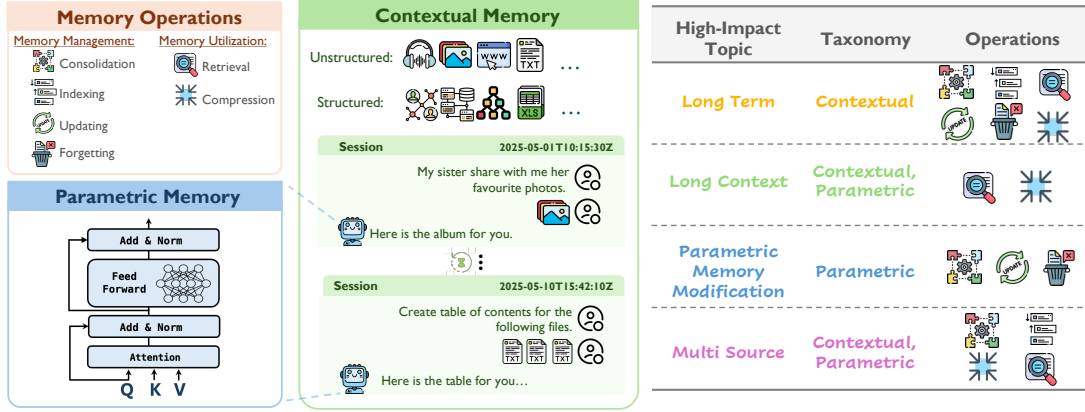 Memory Operations
Memory Management:
Consolidation
Indexing
Updating
Forgetting
Memory Utilization:
Retrieval
Compression
Parametric Memory
Add & Norm
Feed
Forward
Add & Norm
Attention
Q K V
Contextual Memory
Unstructured:
WWW
TXT
...
Structured:
XLS
...
Session 2025-05-01T10:15:30Z
My sister share with me her
favourite photos.
Here is the album for you.
Session 2025-05-10T15:42:10Z
Create table of contents for the
following files.
TXT TXT TXT
Here is the table for you...
High-Impact
Topic
Taxonomy
Operations
Long Term
Contextual
UPDATE
Long Context
Contextual,
Parametric
Parametric
Memory
Modification
Parametric
UPDATE
Multi Source
Contextual,
Parametric